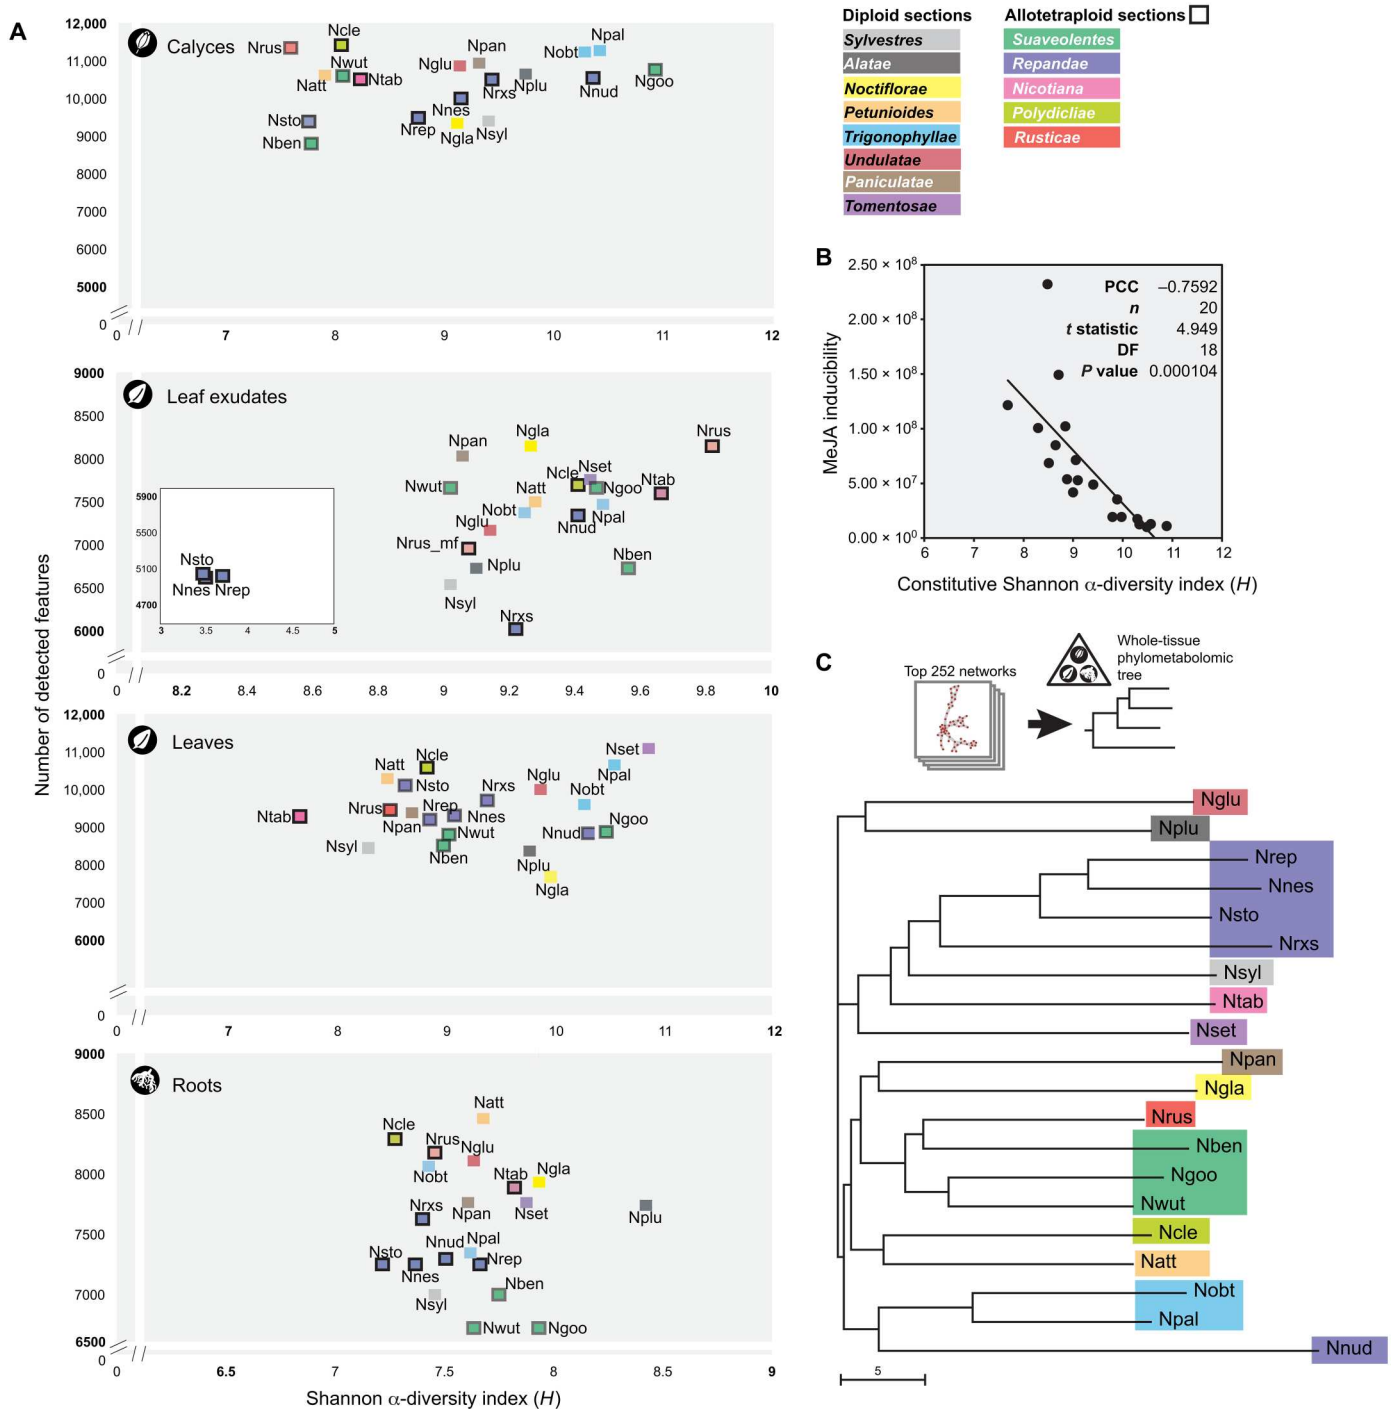 A
Number of detected features
12,000
11,000
10,000
9000
8000
7000
6000
5000
0
Calyces
Nrus
Ncle
Nwut
Natt
Ntab
Nsto
Nben
Nglu
Npan
Nrxs
Nplu
Nobt
Npal
Nnud
Ngoo
Nnes
Nrep
Ngla
Nsyl
0 7 8 9 10 11 12
9000
8500
8000
7500
7000
6500
6000
0
Leaf exudates
Npan
Ngla
Nrus
Nwut
Ncle
Nset
Natt
Ngoo
Ntab
Nobt
Nglu
Nnud
Npal
Nrus_mf
Nplu
Nben
Nsyl
Nrxs
5900
5500
5100
4700
Nsto
Nnes Nrep
3 3.5 4 4.5 5
0 8.2 8.4 8.6 8.8 9 9.2 9.4 9.6 9.8 10
12,000
11,000
10,000
9000
8000
7000
6000
0
Leaves
Nset
Npal
Ncle
Natt
Nsto
Nrxs
Nglu
Nobt
Ntab
Nrus
Nrep
Nnes
Npan
Nwut
Nnud
Ngoo
Nsyl
Nben
Nplu
Ngla
0 7 8 9 10 11 12
9000
8500
8000
7500
7000
6500
0
Roots
Natt
Ncle
Nrus
Nglu
Nobt
Ntab
Ngla
Nrxs
Npan
Nset
Nplu
Nsto
Nnud
Npal
Nrep
Nnes
Nben
Nsyl
Nwut
Ngoo
0 6.5 7 7.5 8 8.5 9
Shannon α-diversity index (H)
Diploid sections
Sylvestres
Alatae
Noctiflorae
Petunioides
Trigonophyllae
Undulatae
Paniculatae
Tomentosae
Allotetraploid sections
Suaveolentes
Repandae
Nicotiana
Polydicliae
Rusticae
B
MeJA inducibility
2.50 × 10⁸
2.00 × 10⁸
1.50 × 10⁸
1.00 × 10⁸
5.00 × 10⁷
0.00 × 10⁰
PCC –0.7592
n 20
t statistic 4.949
DF 18
P value 0.000104
6 7 8 9 10 11 12
Constitutive Shannon α-diversity index (H)
C
Top 252 networks
Whole-tissue
phylometabolomic
tree
Nglu
Nplu
Nrep
Nnes
Nsto
Nrxs
Nsyl
Ntab
Nset
Npan
Ngla
Nrus
Nben
Ngoo
Nwut
Ncle
Natt
Nobt
Npal
Nnud
5